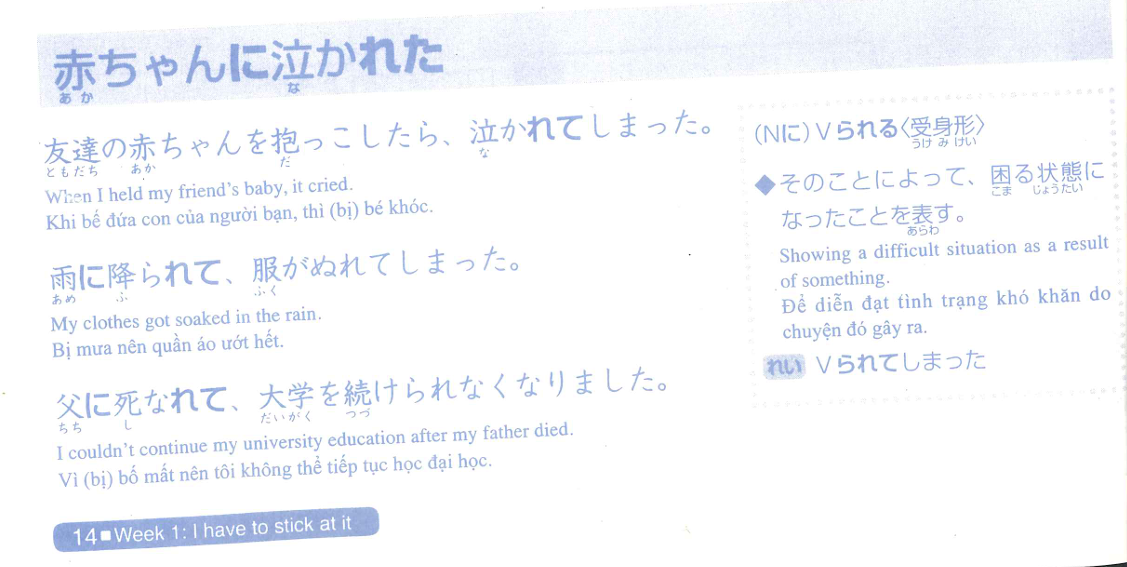 赤ちゃんに泣かれた
あか な
友達の赤ちゃんを抱っこしたら、泣かれてしまった。
ともだち あか だ な
When I held my friend's baby, it cried.
Khi bế đứa con của người bạn, thì (bị) bé khóc.
雨に降られて、服がぬれてしまった。
あめ ふ ふく
My clothes got soaked in the rain.
Bị mưa nên quần áo ướt hết.
父に死なれて、大学を続けられなくなりました。
ちち し だいがく つづ
I couldn't continue my university education after my father died.
Vì (bị) bố mất nên tôi không thể tiếp tục học đại học.
(Nに)Vられる〈受身形〉
うけ み けい
◆そのことによって、困る状態に
こま じょうたい
なったことを表す。
あらわ
Showing a difficult situation as a result
of something.
Để diễn đạt tình trạng khó khăn do
chuyện đó gây ra.
れい Vられてしまった
14■Week 1: I have to stick at it